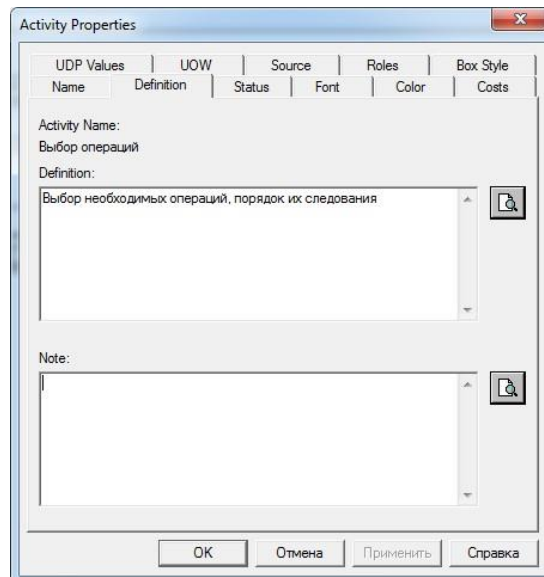 Activity Properties
UDP Values UOW Source Roles Box Style
Name Definition Status Font Color Costs
Activity Name:
Выбор операций
Definition:
Выбор необходимых операций, порядок их следования
Note:
OK Отмена Применить Справка